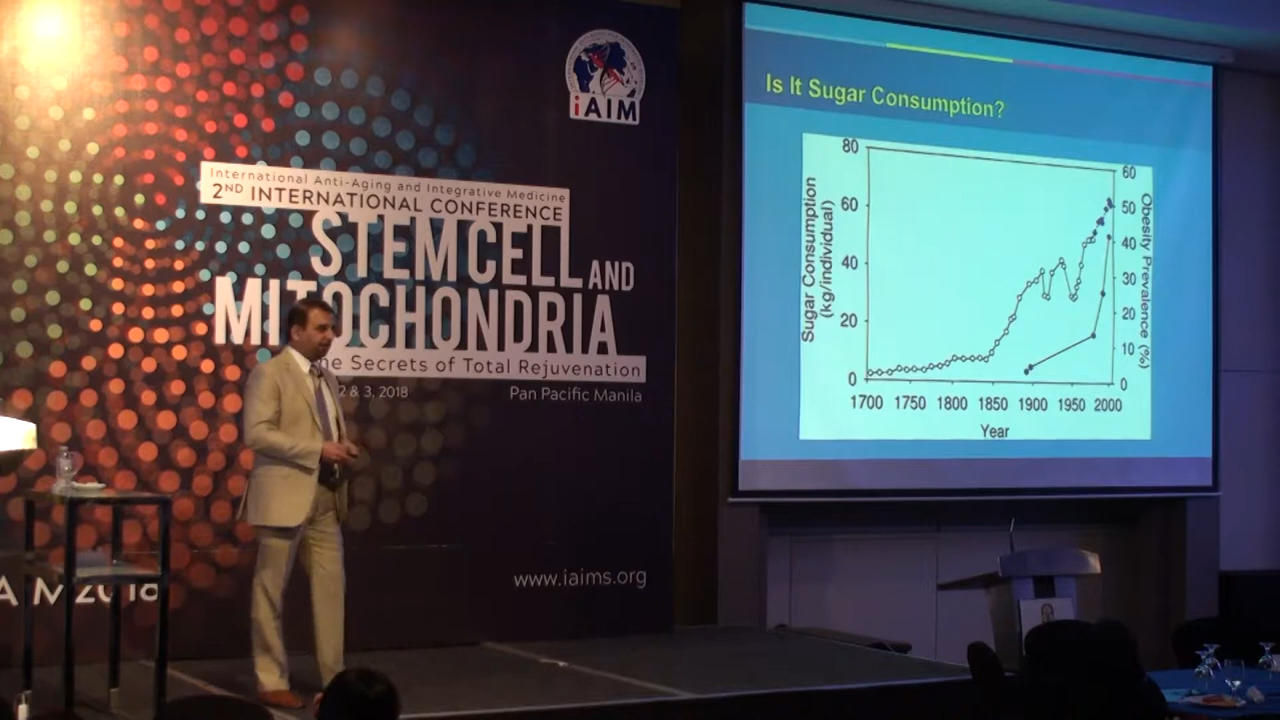 iAIM
International Anti-Aging and Integrative Medicine
2ND INTERNATIONAL CONFERENCE
STEMCELL AND
MITOCHONDRIA
Secrets of Total Rejuvenation
2 & 3, 2018
Pan Pacific Manila
www.iaims.org
Is It Sugar Consumption?
Sugar Consumption
(kg/individual)
80
60
40
20
0
1700 1750 1800 1850 1900 1950 2000
Year
60
50
40
30
20
10
0
Obesity Prevalence (%)